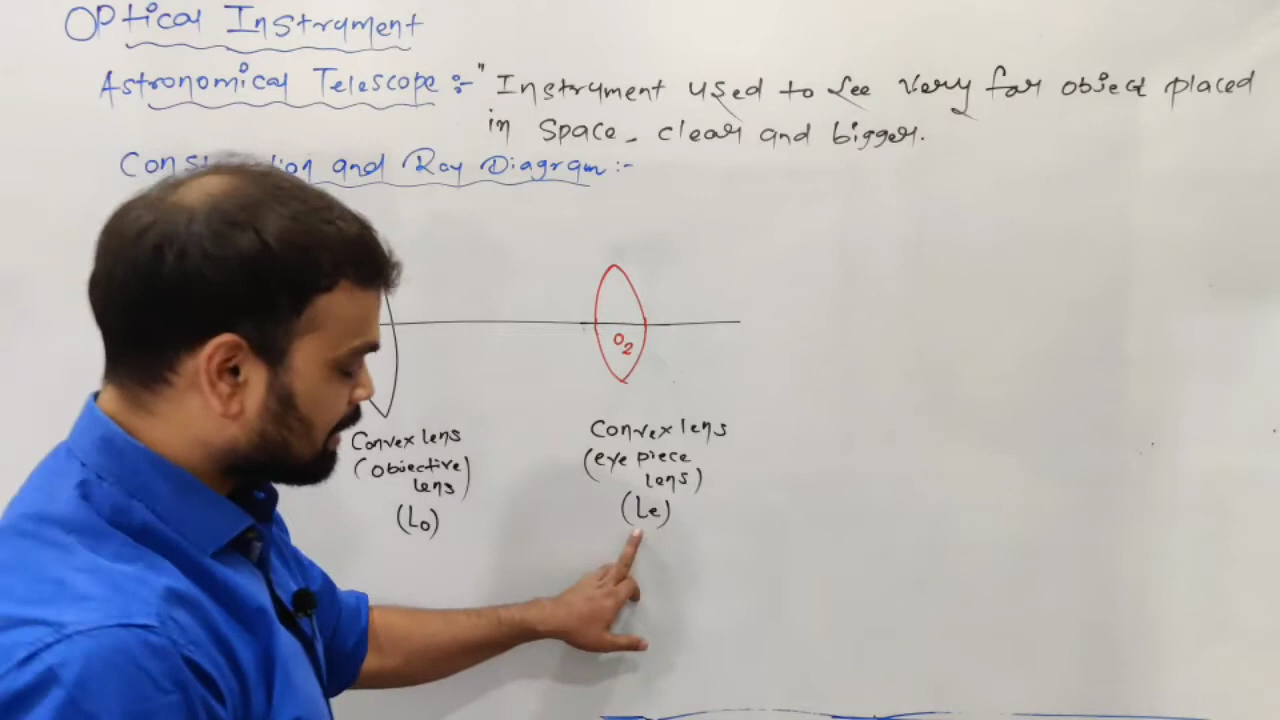 Optical Instrument
Astronomical Telescope :- " Instrument used to see very far object placed
in space - clear and bigger.
and Ray Diagram :-
O2
Convex lens
(objective
lens)
(Lo)
Convex lens
(eye piece
lens)
(Le)